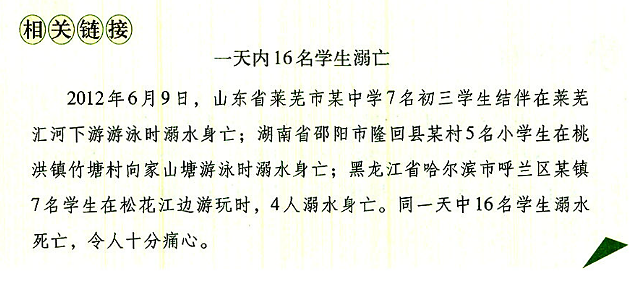 相关链接
一天内16名学生溺亡
2012年6月9日，山东省莱芜市某中学7名初三学生结伴在莱芜
汇河下游游泳时溺水身亡；湖南省邵阳市隆回县某村5名小学生在桃
洪镇竹塘村向家山塘游泳时溺水身亡；黑龙江省哈尔滨市呼兰区某镇
7名学生在松花江边游玩时，4人溺水身亡。同一天中16名学生溺水
死亡，令人十分痛心。